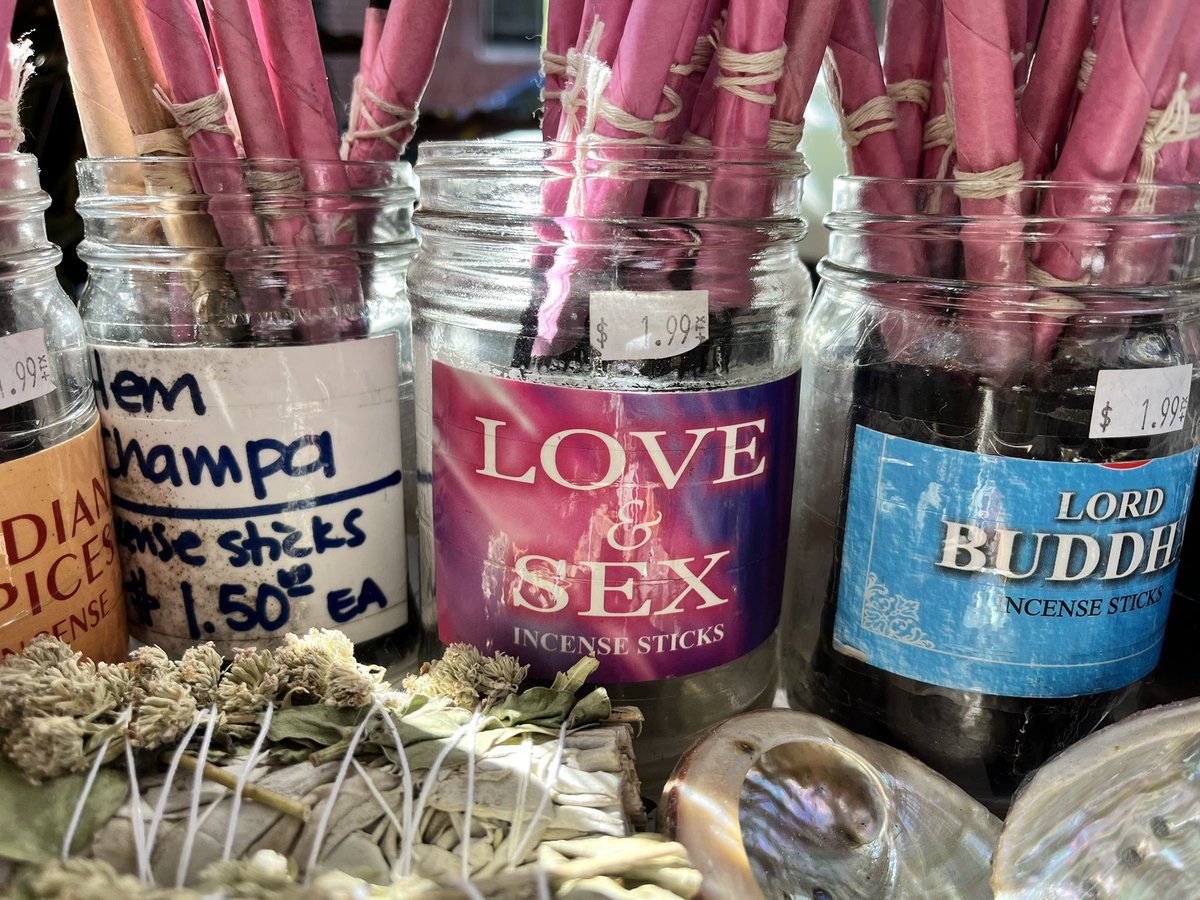 1.99
DIAN
PICES
NCENSE
Hem
Champa
ense sticks
$1.50 EA
$ 1.99
LOVE
&
SEX
INCENSE STICKS
$ 1.99
LORD
BUDDH
INCENSE STICKS